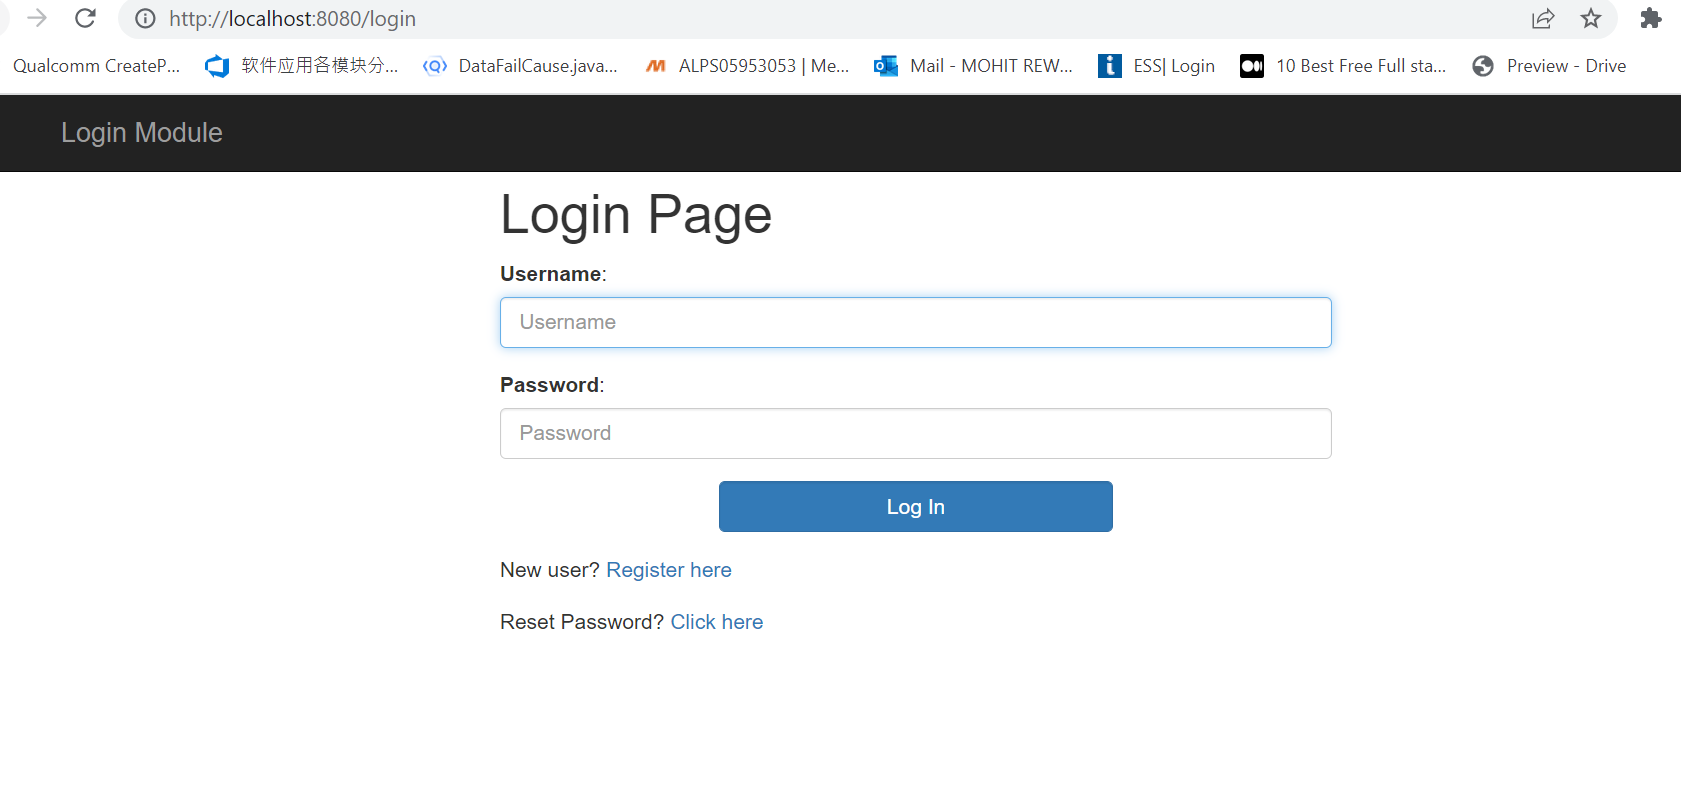 http://localhost:8080/login
Qualcomm CreateP... 软件应用各模块分... DataFailCause.java... ALPS05953053 | Me... Mail - MOHIT REW... ESS| Login 10 Best Free Full sta... Preview - Drive
Login Module
Login Page
Username:
Username
Password:
Password
Log In
New user? Register here
Reset Password? Click here